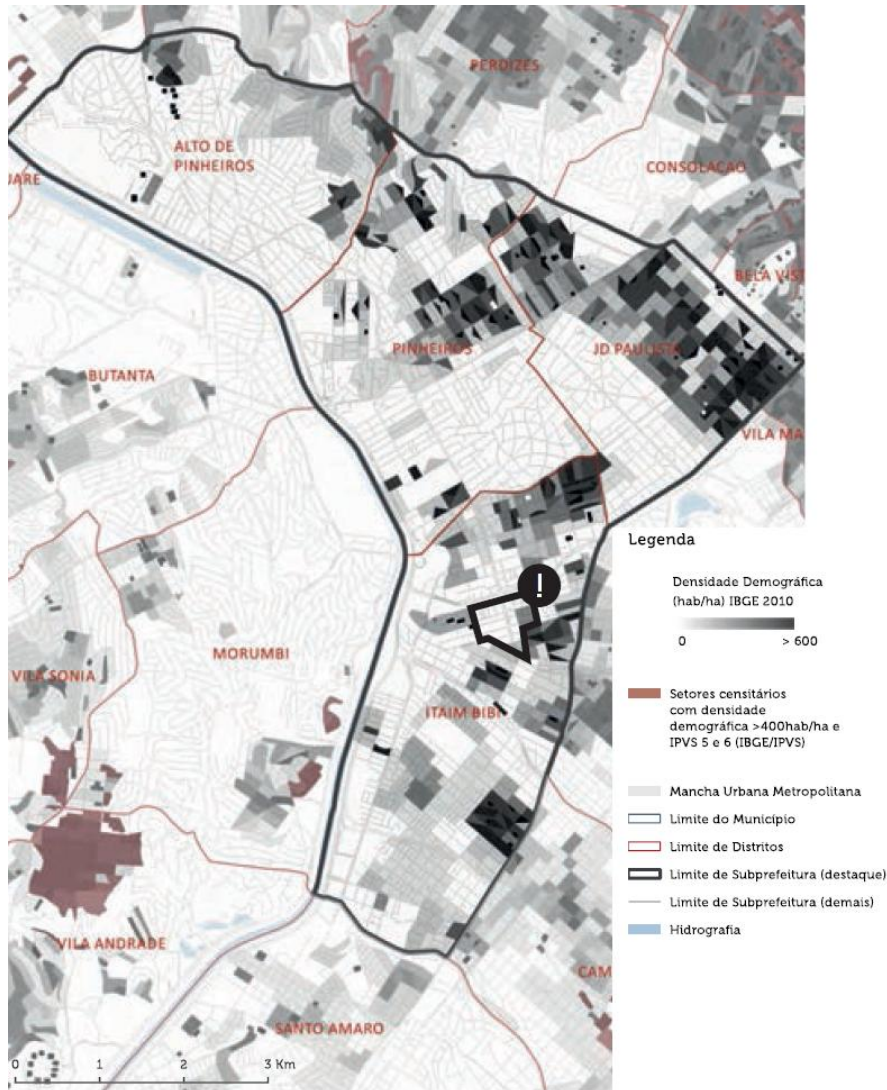 PERDIZES
ALTO DE
PINHEIROS
CONSOLAÇAO
UARE
BELA VIST
PINHEIROS
JD PAULIST
BUTANTA
VILA MA
MORUMBI
VILA SONIA
ITAIM BIBI
VILA ANDRADE
CAM
SANTO AMARO
0 1 2 3 Km
!
Legenda
Densidade Demográfica
(hab/ha) IBGE 2010
0 > 600
Setores censitários
com densidade
demográfica >400hab/ha e
IPVS 5 e 6 (IBGE/IPVS)
Mancha Urbana Metropolitana
Limite do Município
Limite de Distritos
Limite de Subprefeitura (destaque)
Limite de Subprefeitura (demais)
Hidrografia